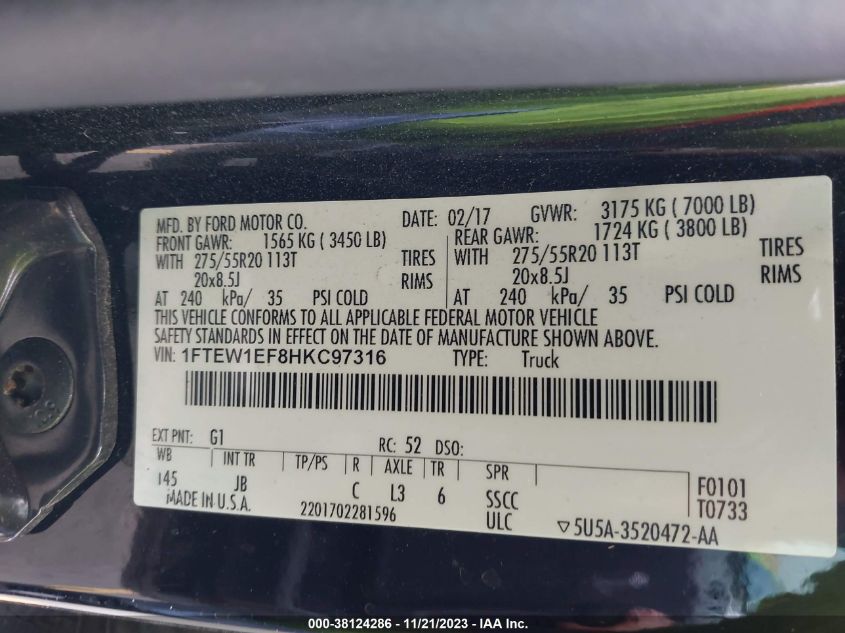 MFD. BY FORD MOTOR CO. DATE: 02/17 GVWR: 3175 KG ( 7000 LB)
FRONT GAWR: 1565 KG ( 3450 LB) REAR GAWR: 1724 KG ( 3800 LB)
WITH 275/55R20 113T TIRES WITH 275/55R20 113T TIRES
20x8.5J RIMS 20x8.5J RIMS
AT 240 kPa/ 35 PSI COLD AT 240 kPa/ 35 PSI COLD
THIS VEHICLE CONFORMS TO ALL APPLICABLE FEDERAL MOTOR VEHICLE
SAFETY STANDARDS IN EFFECT ON THE DATE OF MANUFACTURE SHOWN ABOVE.
VIN: 1FTEW1EF8HKC97316 TYPE: Truck
EXT PNT: G1 RC: 52 DSO:
WB INT TR TP/PS R AXLE TR SPR
145 JB C L3 6 SSCC F0101
MADE IN U.S.A. 2201702281596 ULC T0733
▽5U5A-3520472-AA
000-38124286 - 11/21/2023 - IAA Inc.